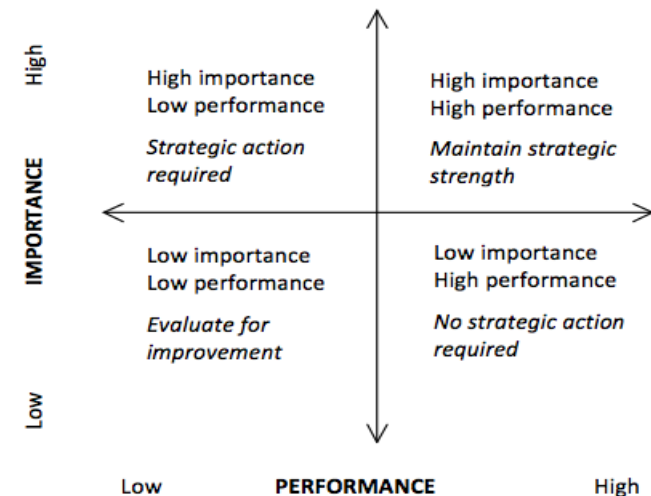 High
High importance
Low performance
Strategic action
required
High importance
High performance
Maintain strategic
strength
IMPORTANCE
Low importance
Low performance
Evaluate for
improvement
Low importance
High performance
No strategic action
required
Low
Low
PERFORMANCE
High